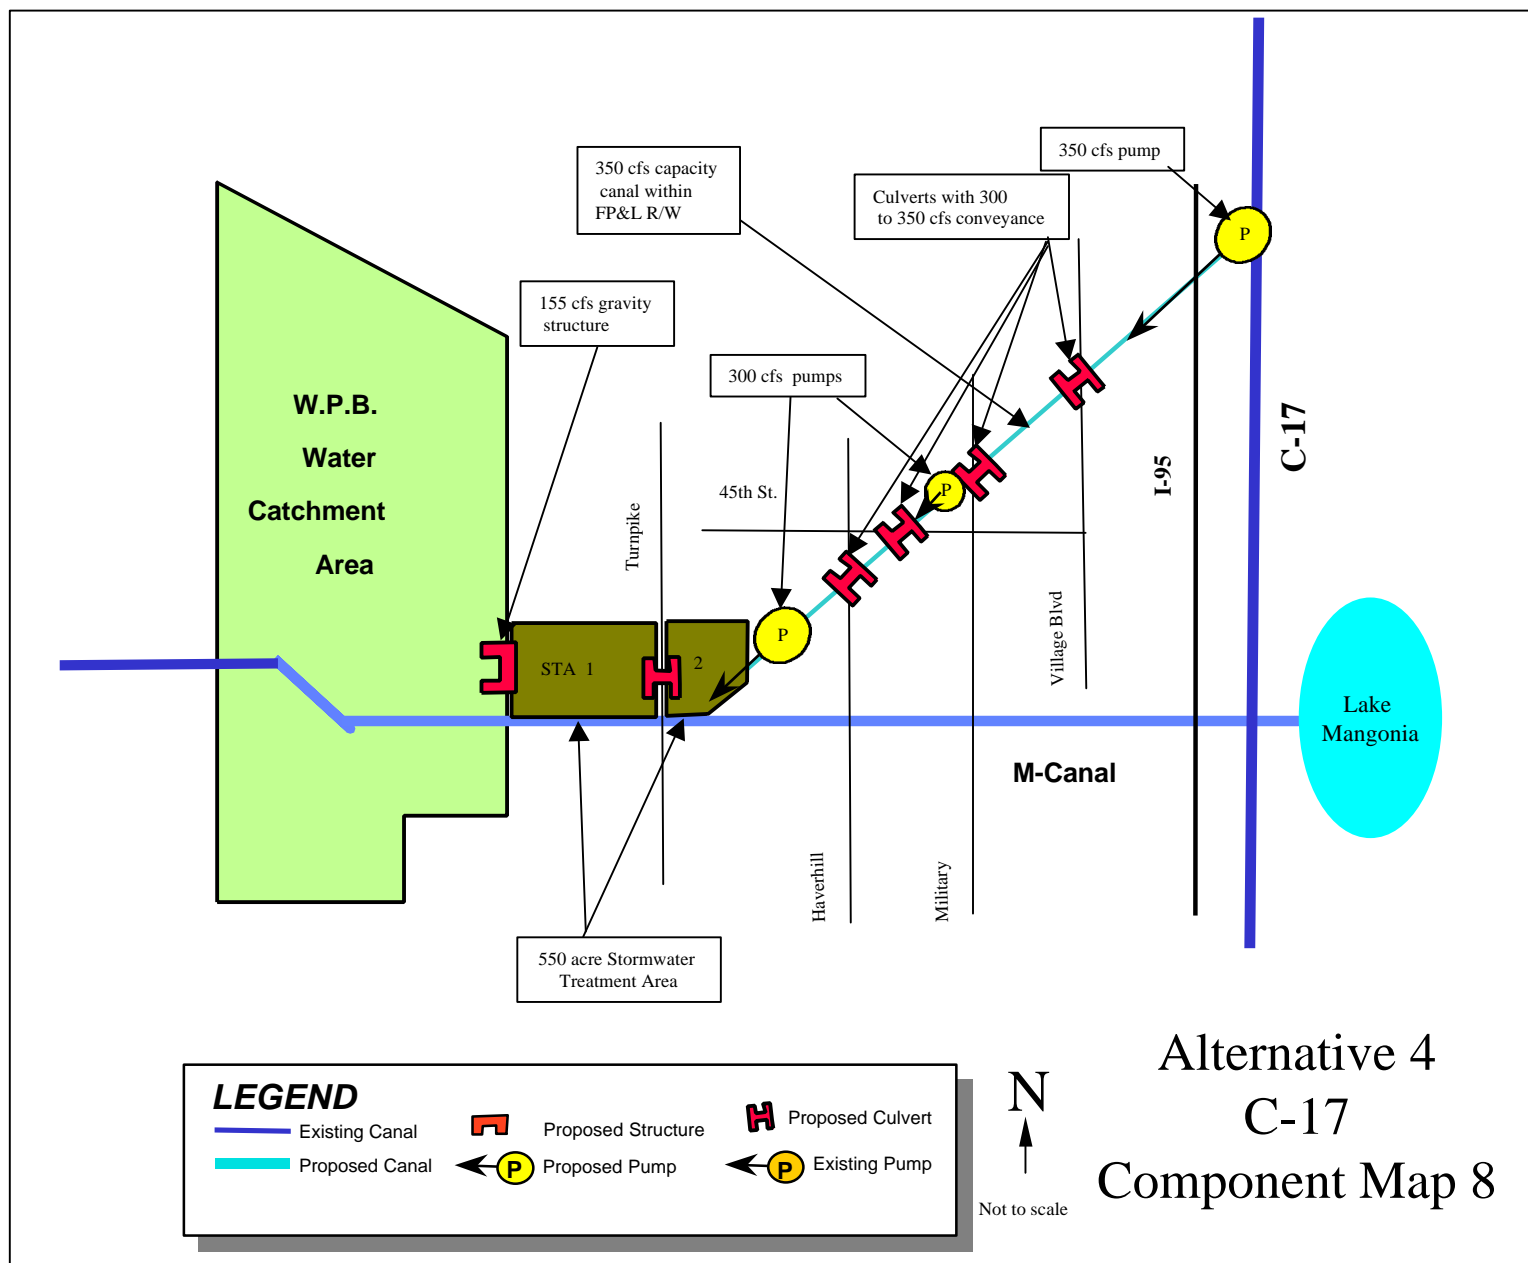 350 cfs pump
350 cfs capacity
canal within
FP&L R/W
Culverts with 300
to 350 cfs conveyance
P
155 cfs gravity
structure
300 cfs pumps
W.P.B.
Water
Catchment
Area
C-17
I-95
45th St.
P
Turnpike
Village Blvd
P
STA 1
2
Lake
Mangonia
M-Canal
Haverhill
Military
550 acre Stormwater
Treatment Area
LEGEND
Existing Canal
Proposed Structure
Proposed Culvert
Proposed Canal
P
Proposed Pump
P
Existing Pump
N
Not to scale
Alternative 4
C-17
Component Map 8